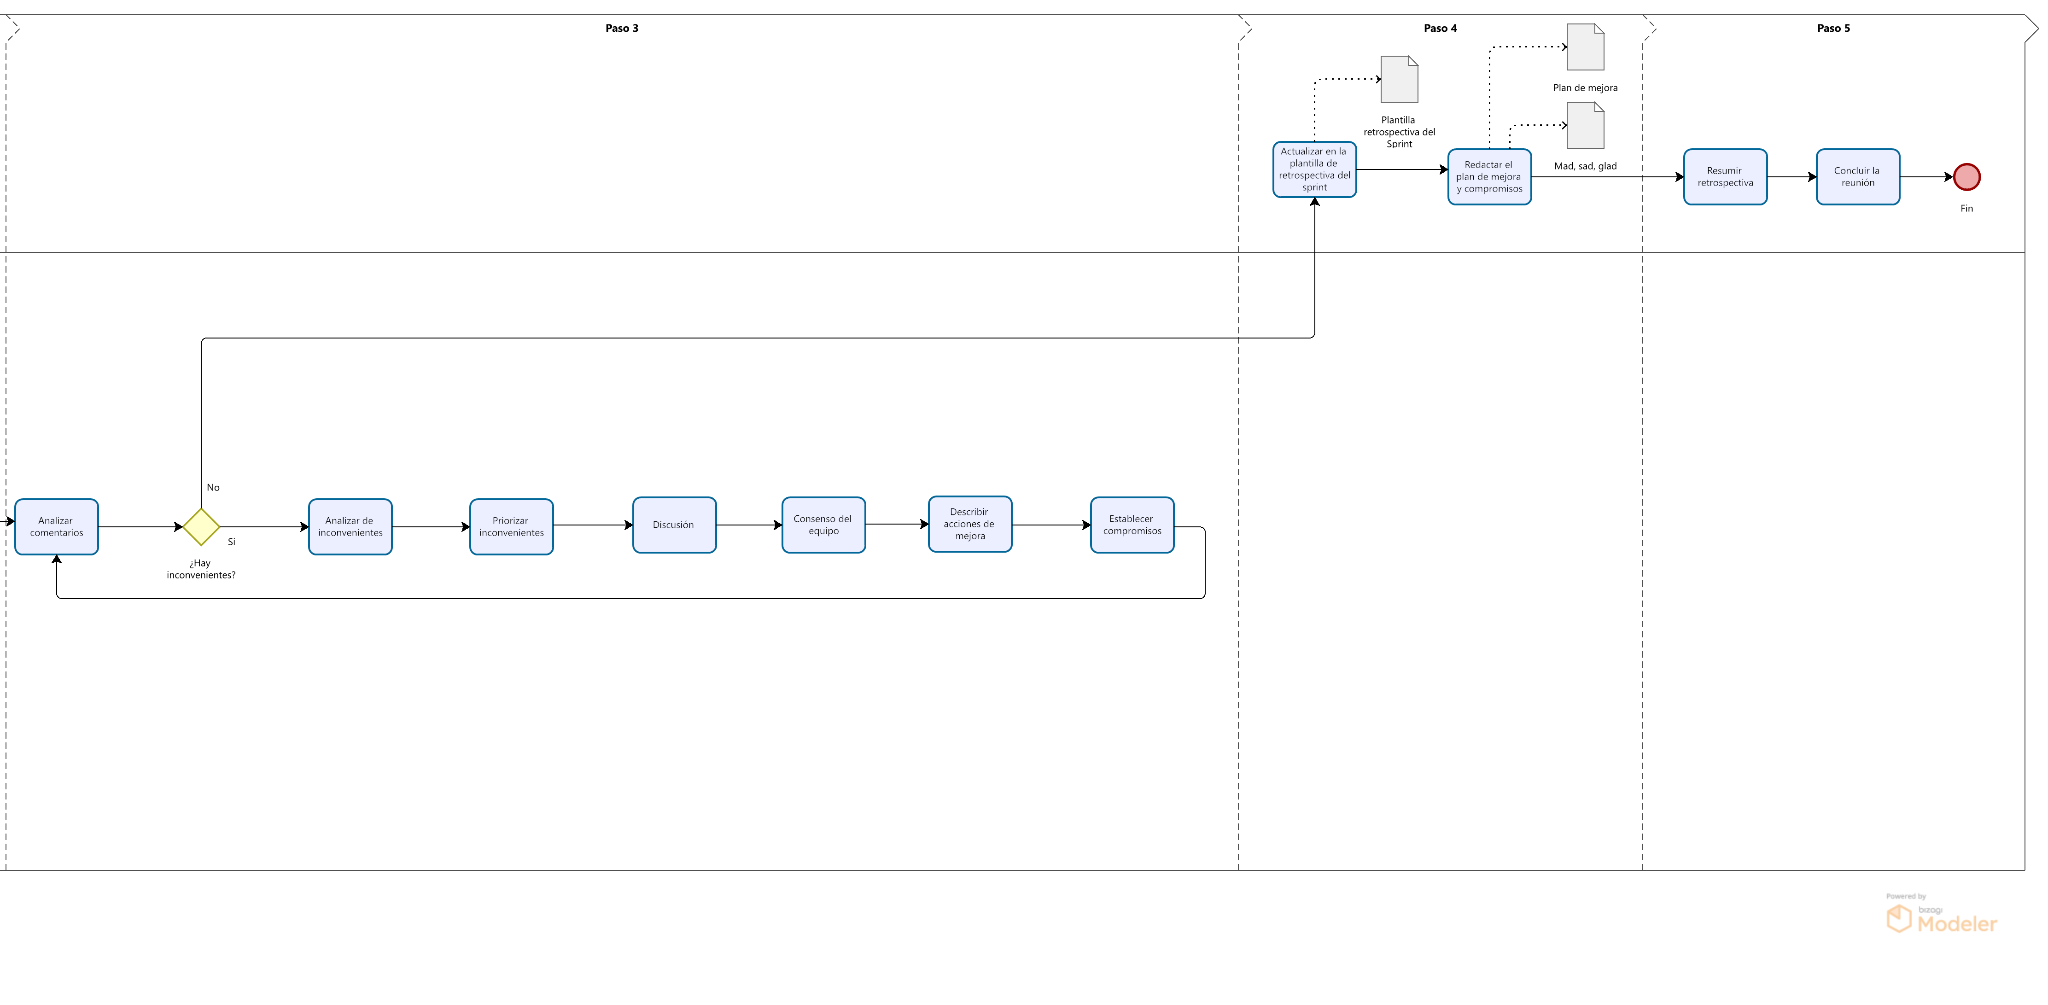 Paso 3
Paso 4
Paso 5
Plan de mejora
Plantilla
retrospectiva del
Sprint
Mad, sad, glad
Actualizar en la
plantilla de
retrospectiva del
sprint
Redactar el
plan de mejora
y compromisos
Resumir
retrospectiva
Concluir la
reunión
Fin
No
Analizar
comentarios
Si
¿Hay
inconvenientes?
Analizar de
inconvenientes
Priorizar
inconvenientes
Discusión
Consenso del
equipo
Describir
acciones de
mejora
Establecer
compromisos
Powered by
bizagi
Modeler